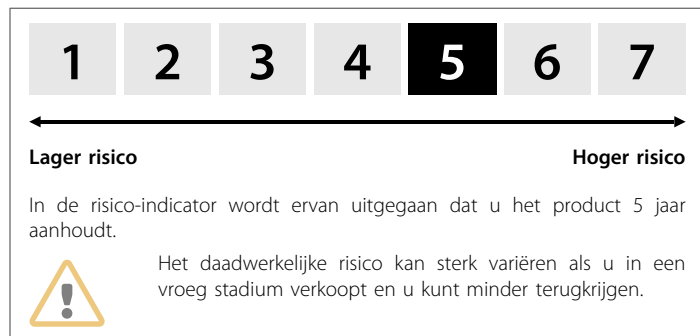 1 2 3 4 5 6 7
Lager risico Hoger risico
In de risico-indicator wordt ervan uitgegaan dat u het product 5 jaar
aanhoudt.
Het daadwerkelijke risico kan sterk variëren als u in een
vroeg stadium verkoopt en u kunt minder terugkrijgen.